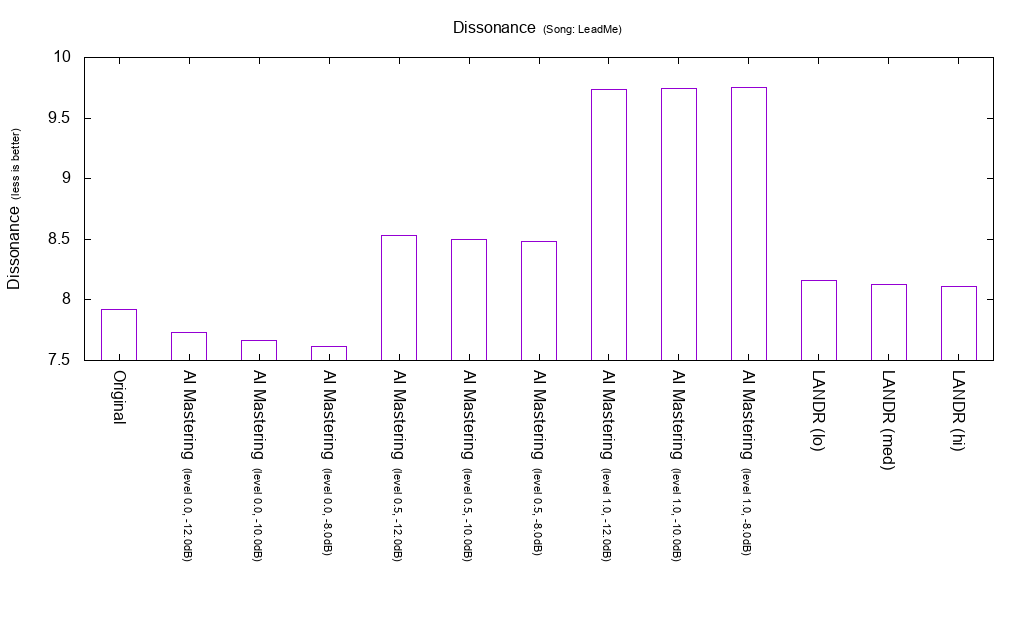 Dissonance (Song: LeadMe)
Dissonance (less is better)
10
9.5
9
8.5
8
7.5
Original
AI Mastering (level 0.0, -12.0dB)
AI Mastering (level 0.0, -10.0dB)
AI Mastering (level 0.0, -8.0dB)
AI Mastering (level 0.5, -12.0dB)
AI Mastering (level 0.5, -10.0dB)
AI Mastering (level 0.5, -8.0dB)
AI Mastering (level 1.0, -12.0dB)
AI Mastering (level 1.0, -10.0dB)
AI Mastering (level 1.0, -8.0dB)
LANDR (lo)
LANDR (med)
LANDR (hi)